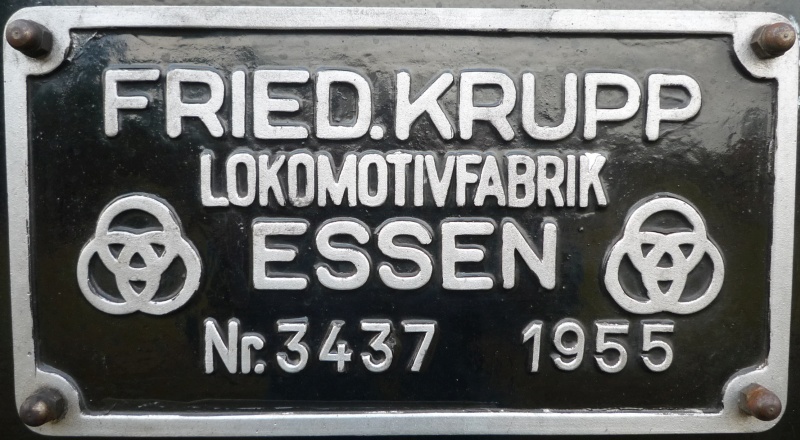 FRIED.KRUPP
LOKOMOTIVFABRIK
ESSEN
Nr. 3437 1955